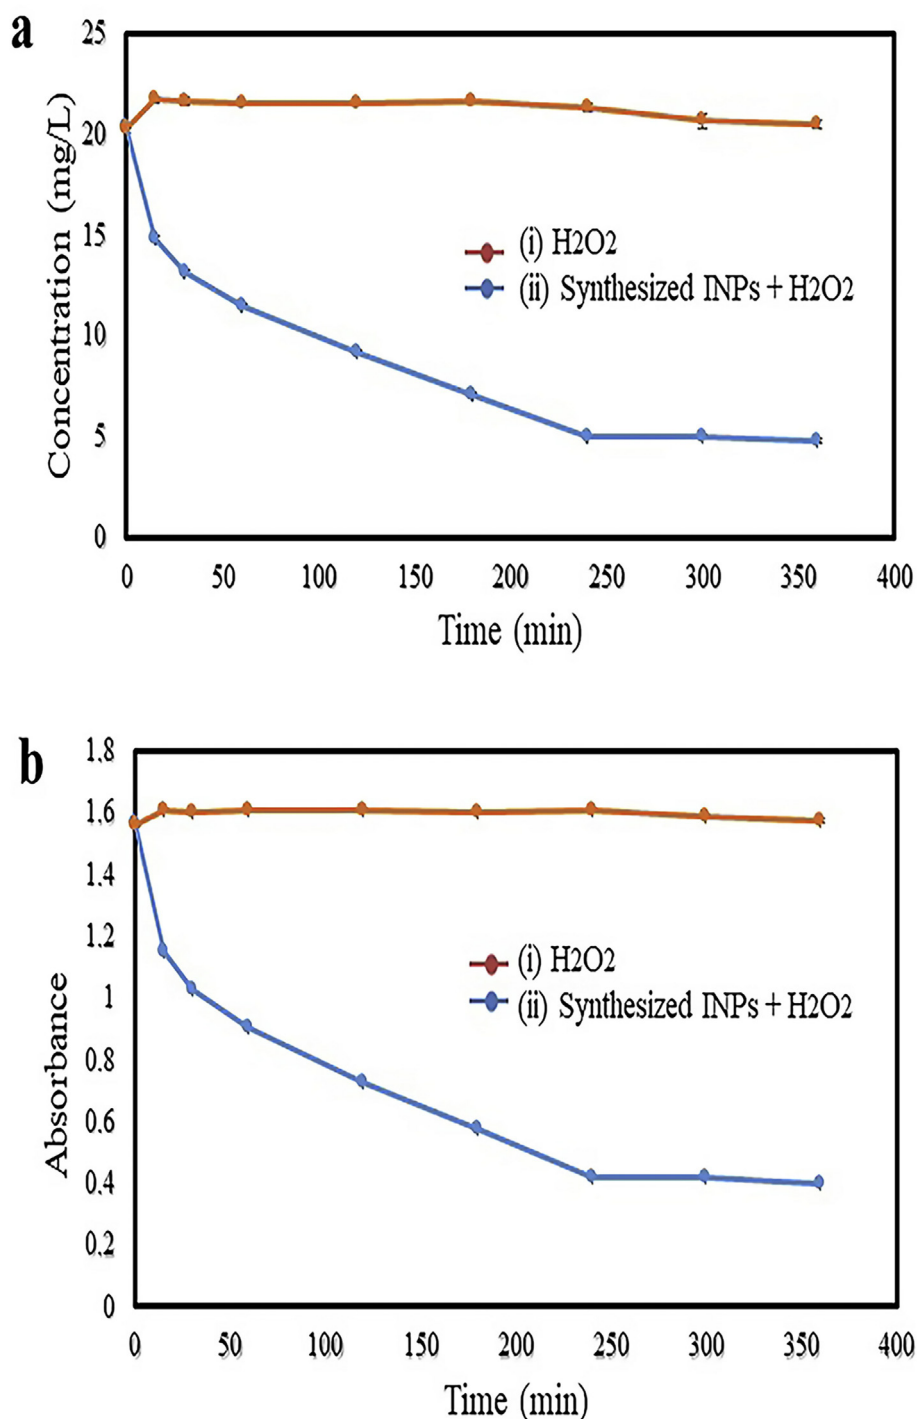 a
25
20
15
10
5
0
Concentration (mg/L)
(i) H2O2
(ii) Synthesized INPs + H2O2
0 50 100 150 200 250 300 350 400
Time (min)
b
1.8
1.6
1.4
1.2
1
0.8
0.6
0.4
0.2
0
Absorbance
(i) H2O2
(ii) Synthesized INPs + H2O2
0 50 100 150 200 250 300 350 400
Time (min)